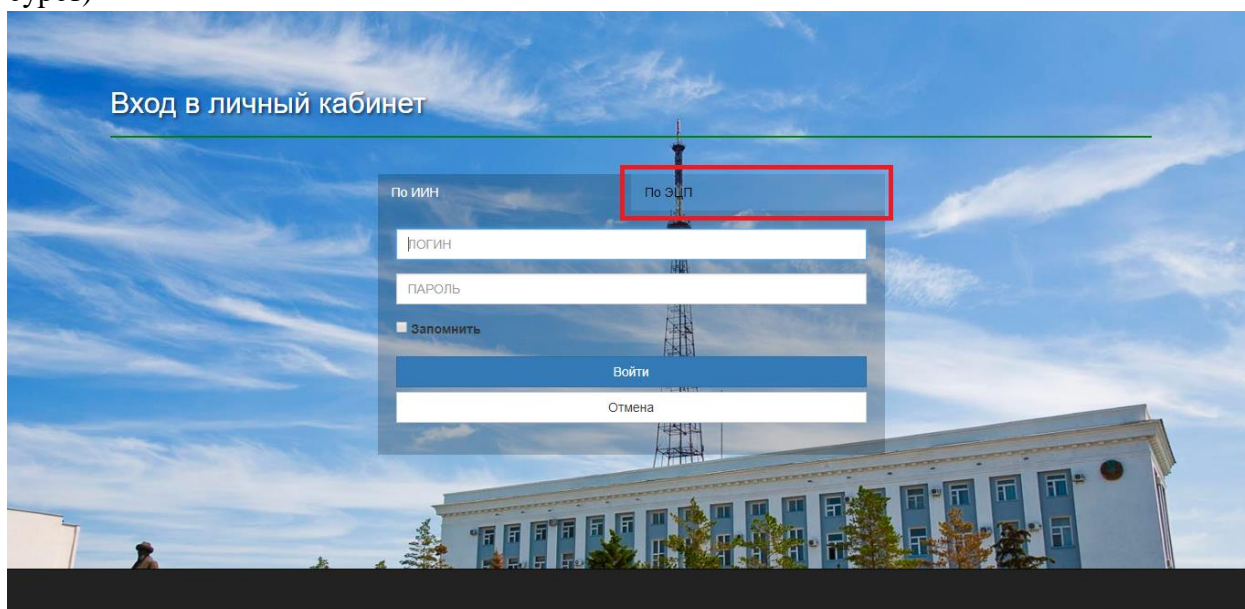 Вход в личный кабинет
По ИИН
По ЭЦП
ЛОГИН
ПАРОЛЬ
Запомнить
Войти
Отмена